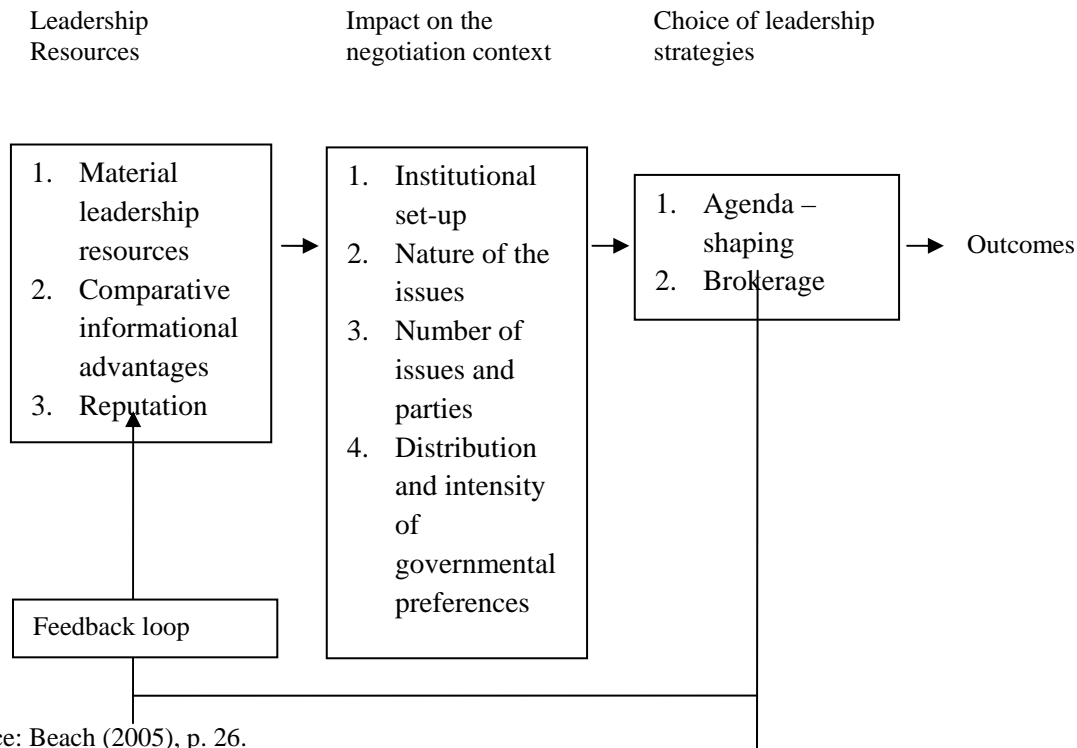 Leadership
Resources
Impact on the
negotiation context
Choice of leadership
strategies
1. Material
leadership
resources
2. Comparative
informational
advantages
3. Reputation
1. Institutional
set-up
2. Nature of the
issues
3. Number of
issues and
parties
4. Distribution
and intensity
of
governmental
preferences
1. Agenda –
shaping
2. Brokerage
Outcomes
Feedback loop
ce: Beach (2005), p. 26.